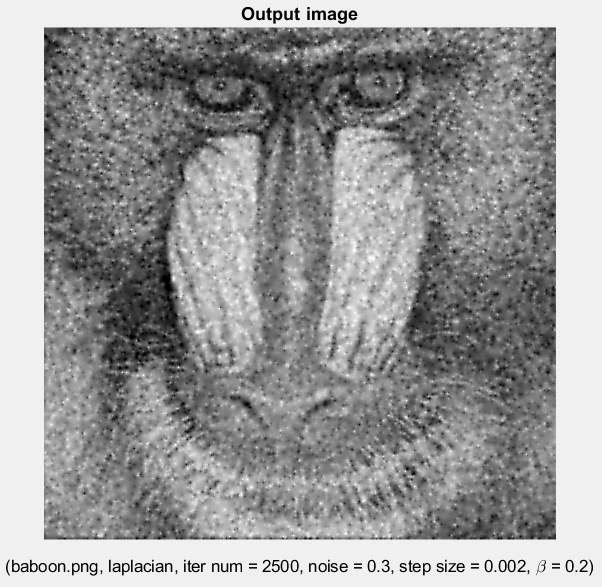 Output image
(baboon.png, laplacian, iter num = 2500, noise = 0.3, step size = 0.002, β = 0.2)